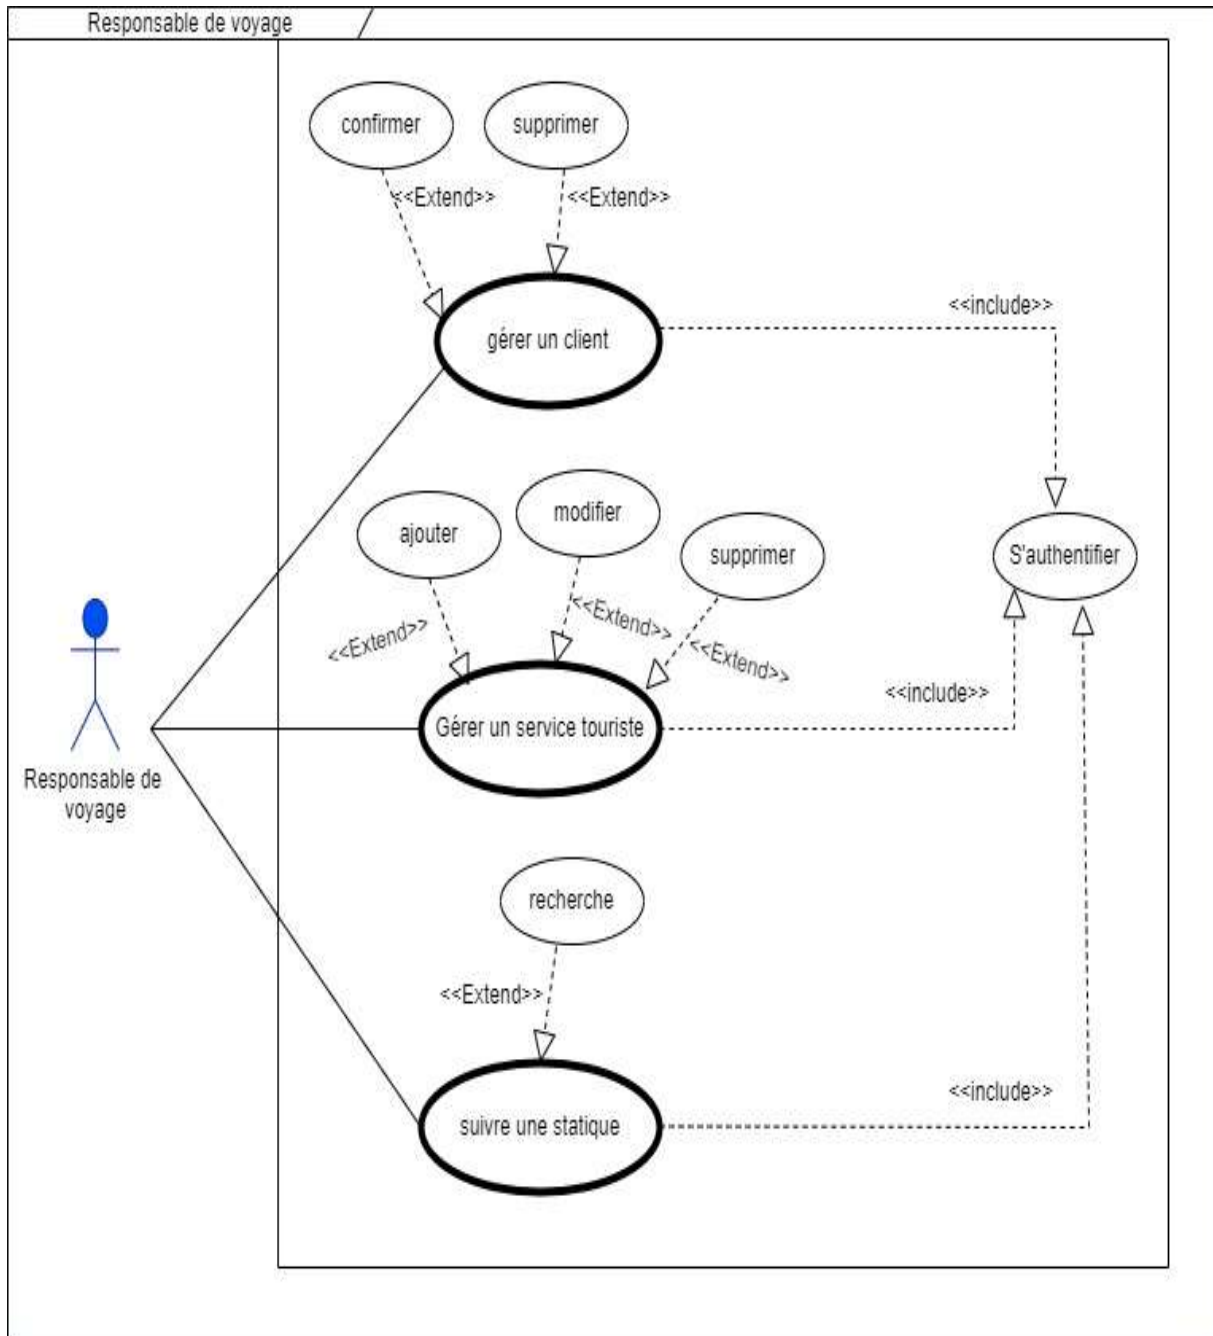 Responsable de voyage
confirmer
supprimer
<<Extend>>
<<Extend>>
gérer un client
<<include>>
ajouter
modifier
supprimer
S'authentifier
<<Extend>>
<<Extend>>
<<Extend>>
<<include>>
Gérer un service touriste
Responsable de
voyage
recherche
<<Extend>>
suivre une statique
<<include>>